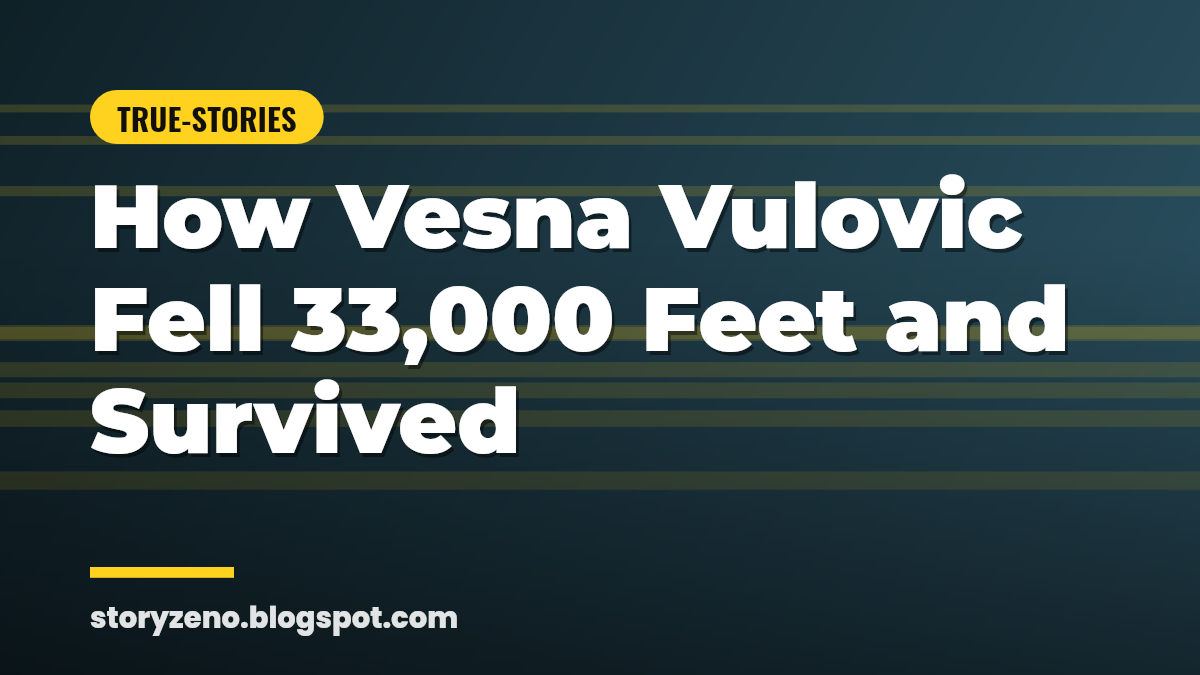 TRUE-STORIES
How Vesna Vulovic
Fell 33,000 Feet and
Survived
storyzeno.blogspot.com